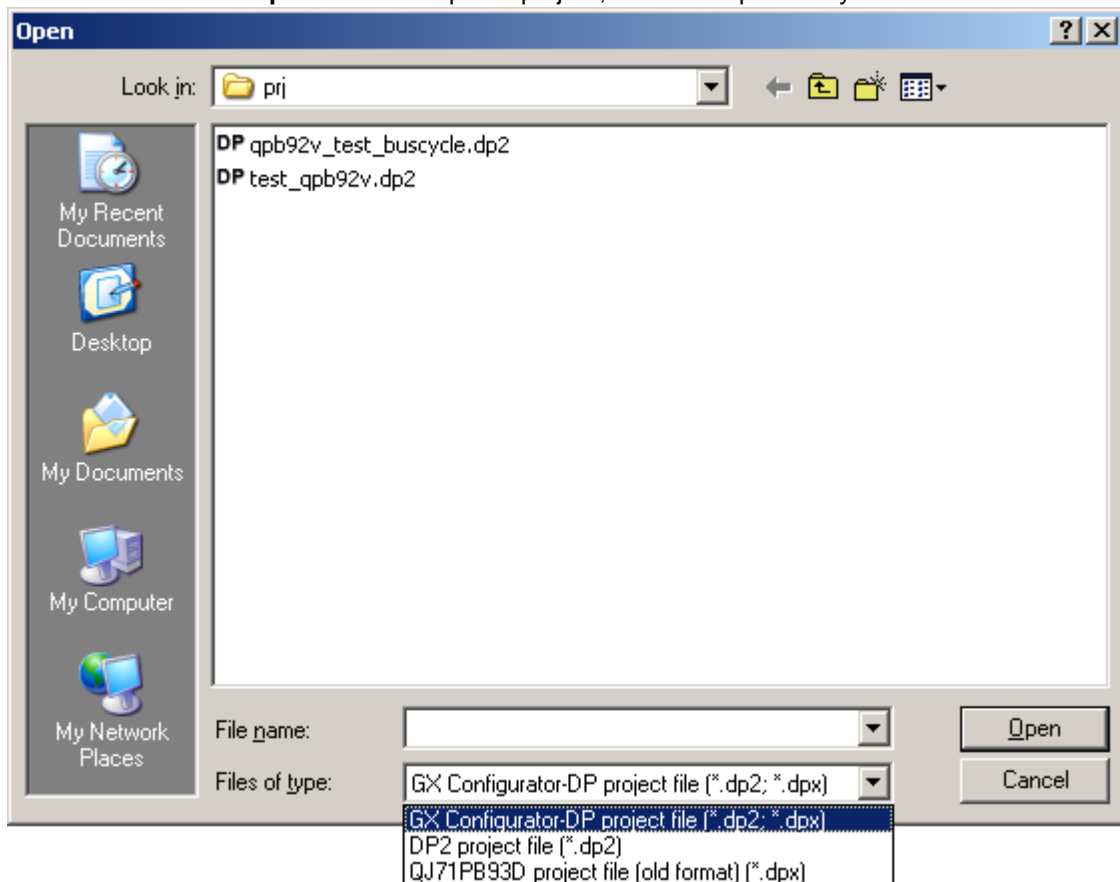 Open
Look in:
prj
DP qpb92v_test_buscycle.dp2
DP test_qpb92v.dp2
My Recent
Documents
Desktop
My Documents
My Computer
My Network
Places
File name:
Open
Files of type:
GX Configurator-DP project file (*.dp2; *.dpx)
Cancel
GX Configurator-DP project file (*.dp2; *.dpx)
DP2 project file (*.dp2)
QJ71PB93D project file (old format) (*.dpx)